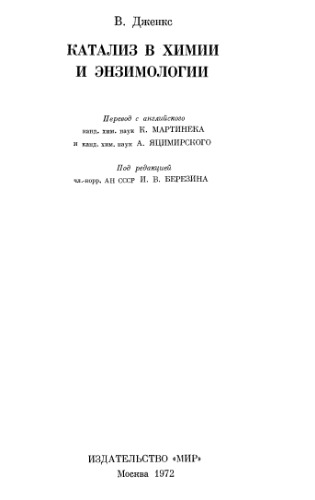 В. Дженкс
КАТАЛИЗ В ХИМИИ
И ЭНЗИМОЛОГИИ
Перевод с английского
канд. хим. наук К. МАРТИНЕКА
и канд. хим. наук А. ЯЦИМИРСКОГО
Под редакцией
чл.-корр. АН СССР И. В. БЕРЕЗИНА
ИЗДАТЕЛЬСТВО «МИР»
Москва 1972